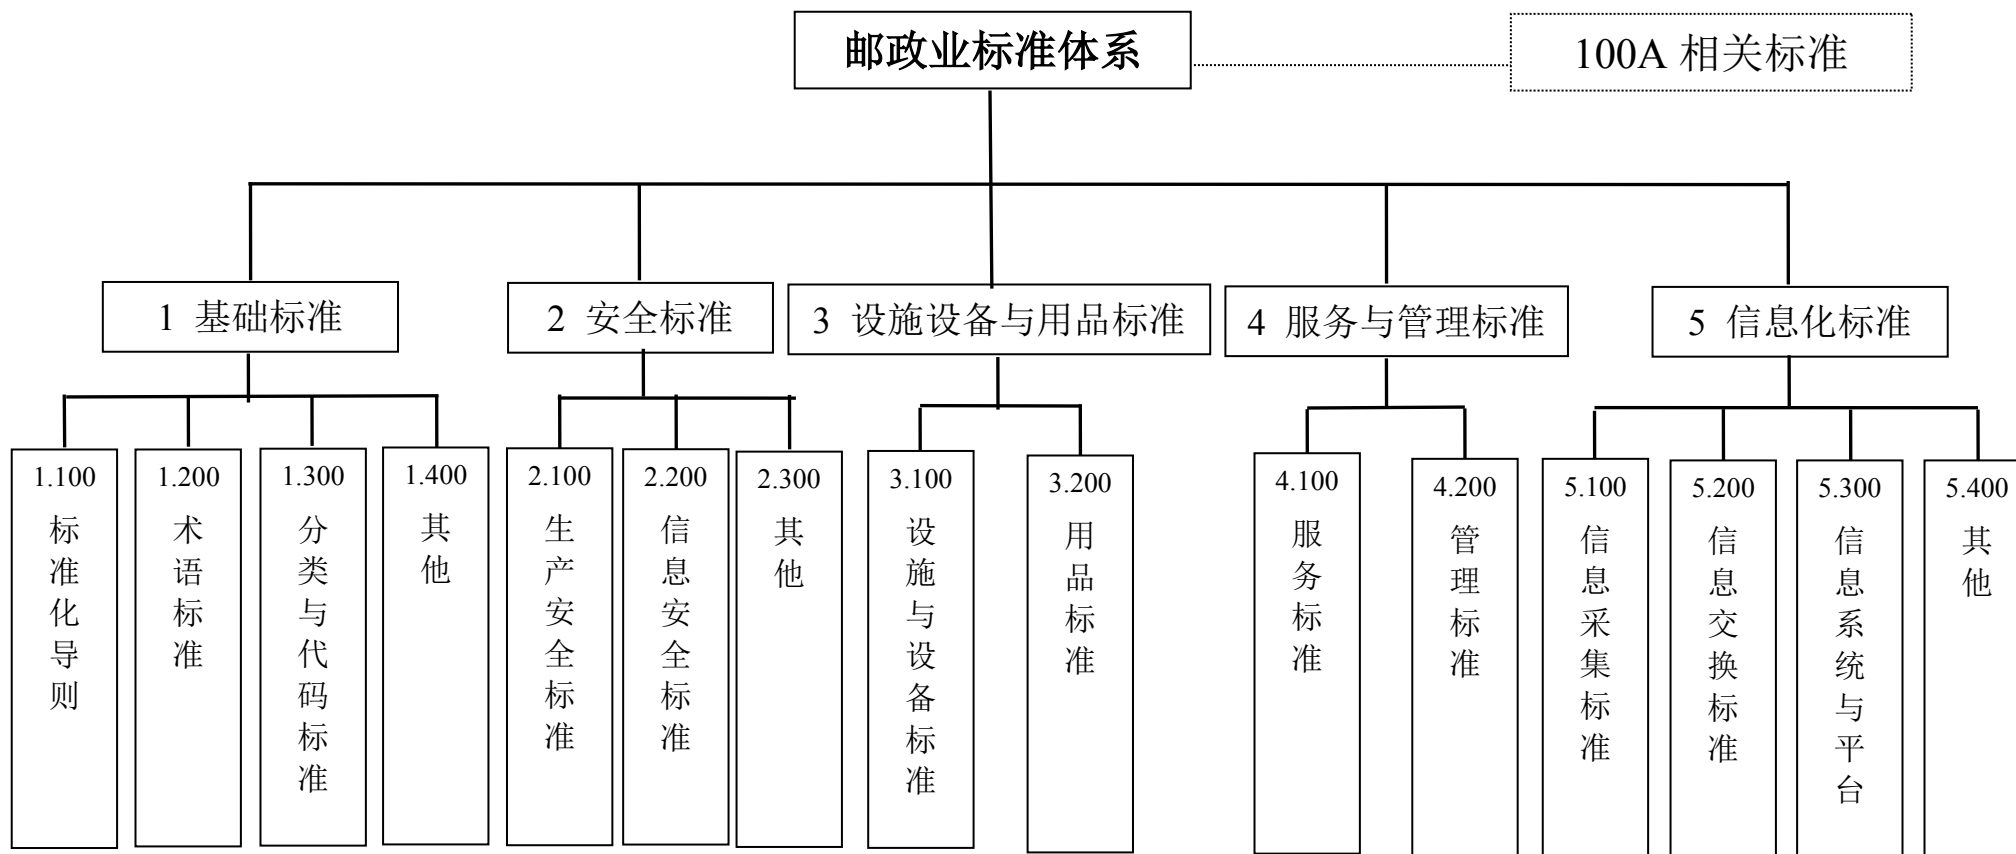 邮政业标准体系
100A 相关标准
1 基础标准
2 安全标准
3 设施设备与用品标准
4 服务与管理标准
5 信息化标准
1.100
标准化导则
1.200
术语标准
1.300
分类与代码标准
1.400
其他
2.100
生产安全标准
2.200
信息安全标准
2.300
其他
3.100
设施与设备标准
3.200
用品标准
4.100
服务标准
4.200
管理标准
5.100
信息采集标准
5.200
信息交换标准
5.300
信息系统与平台
5.400
其他